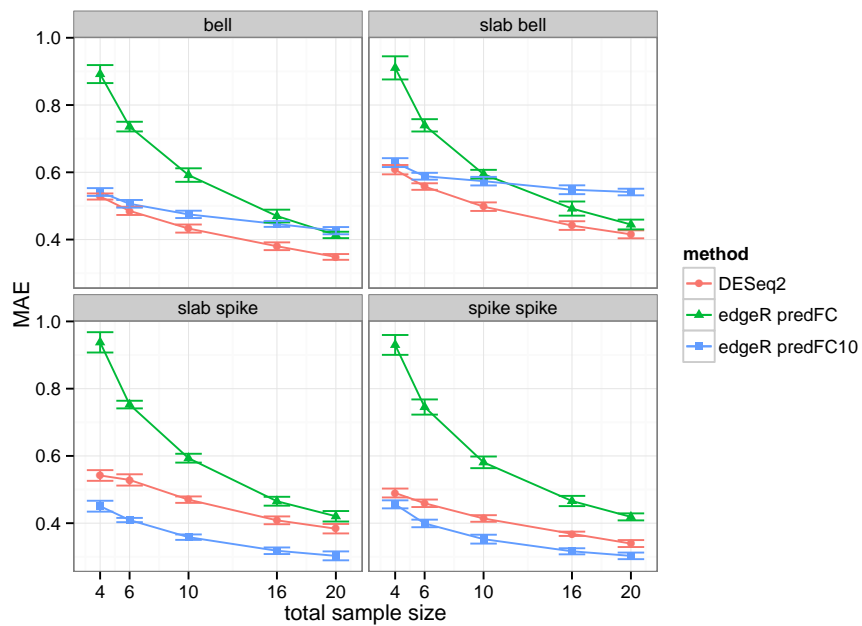 bell
slab bell
1.0
0.8
0.6
0.4
MAE
slab spike
spike spike
1.0
0.8
0.6
0.4
4 6 10 16 20
4 6 10 16 20
total sample size
method
DESeq2
edgeR predFC
edgeR predFC10